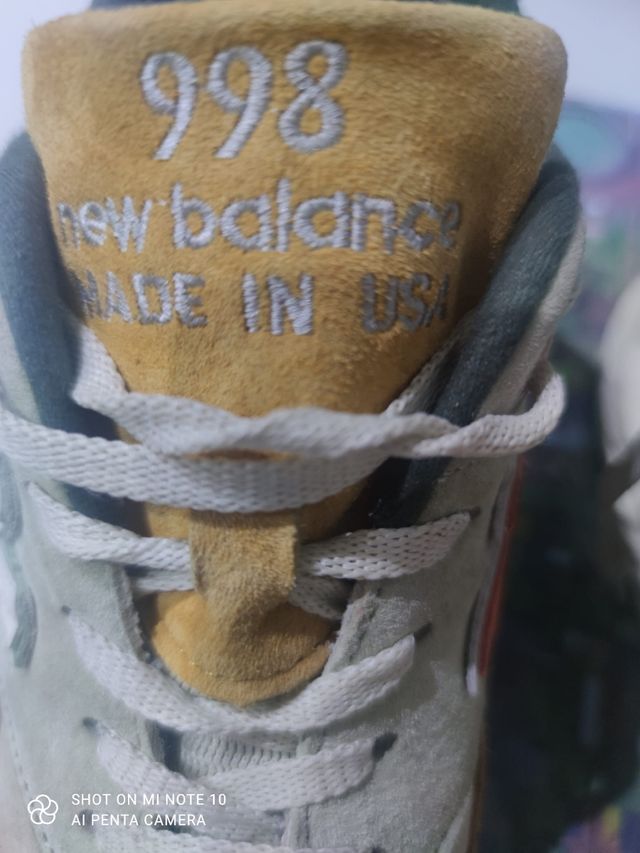 998
new balance
MADE IN USA
SHOT ON MI NOTE 10
AI PENTA CAMERA